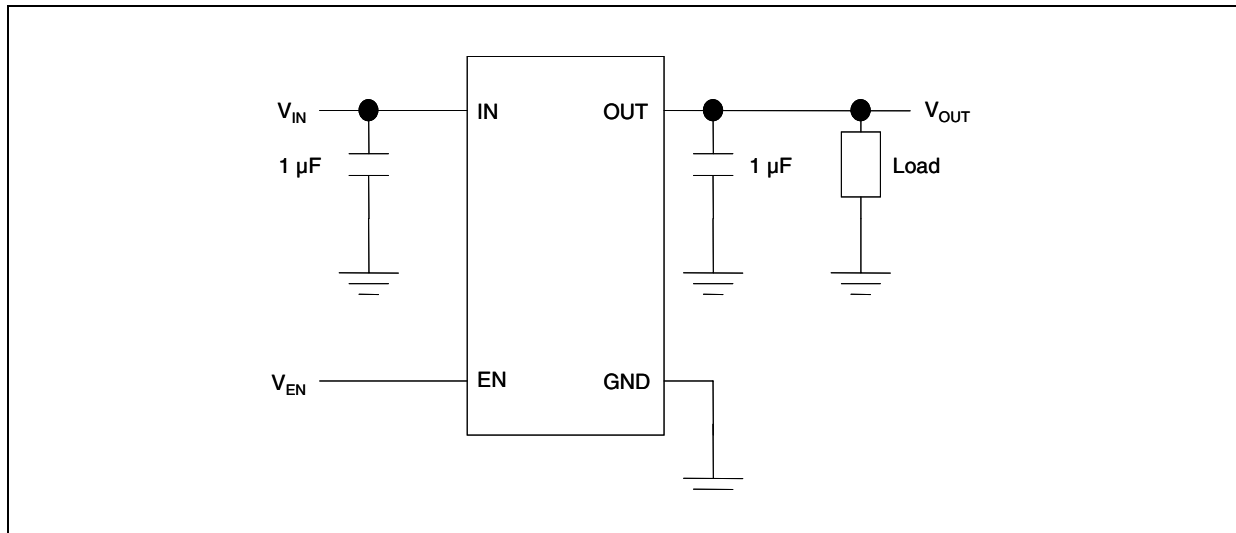 V_IN IN OUT V_OUT
1 µF 1 µF Load
V_EN EN GND